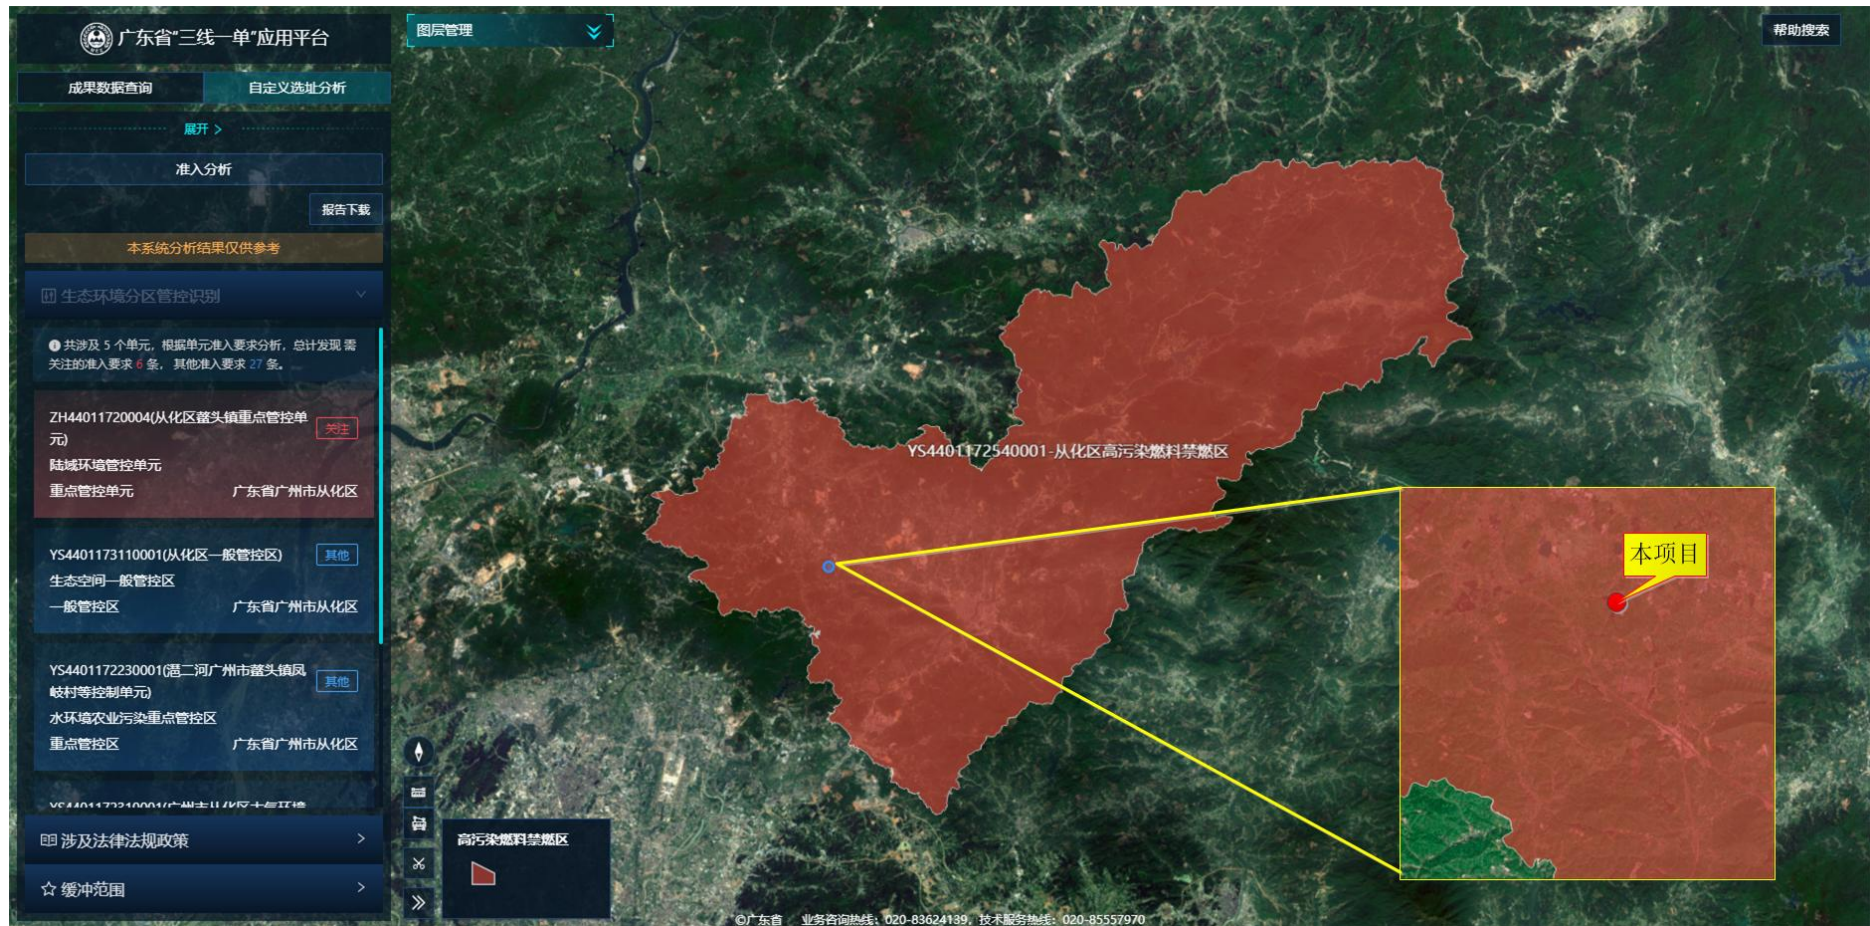 广东省“三线一单”应用平台
成果数据查询
自定义选址分析
展开 >
准入分析
报告下载
本系统分析结果仅供参考
生态环境分区管控识别
共涉及 5 个单元，根据单元准入要求分析，总计发现 需
关注的准入要求 6 条， 其他准入要求 27 条。
ZH44011720004(从化区鳌头镇重点管控单
元)
关注
陆域环境管控单元
重点管控单元
广东省广州市从化区
YS4401173110001(从化区一般管控区)
其他
生态空间一般管控区
一般管控区
广东省广州市从化区
YS4401172230001(潖二河广州市鳌头镇凤
岐村等控制单元)
其他
水环境农业污染重点管控区
重点管控区
广东省广州市从化区
YS4401172310001(广州市从化区大气环境
涉及法律法规政策
缓冲范围
图层管理
帮助搜索
YS4401172540001-从化区高污染燃料禁燃区
本项目
高污染燃料禁燃区
©广东省 业务咨询热线：020-83624139，技术服务热线：020-85557970